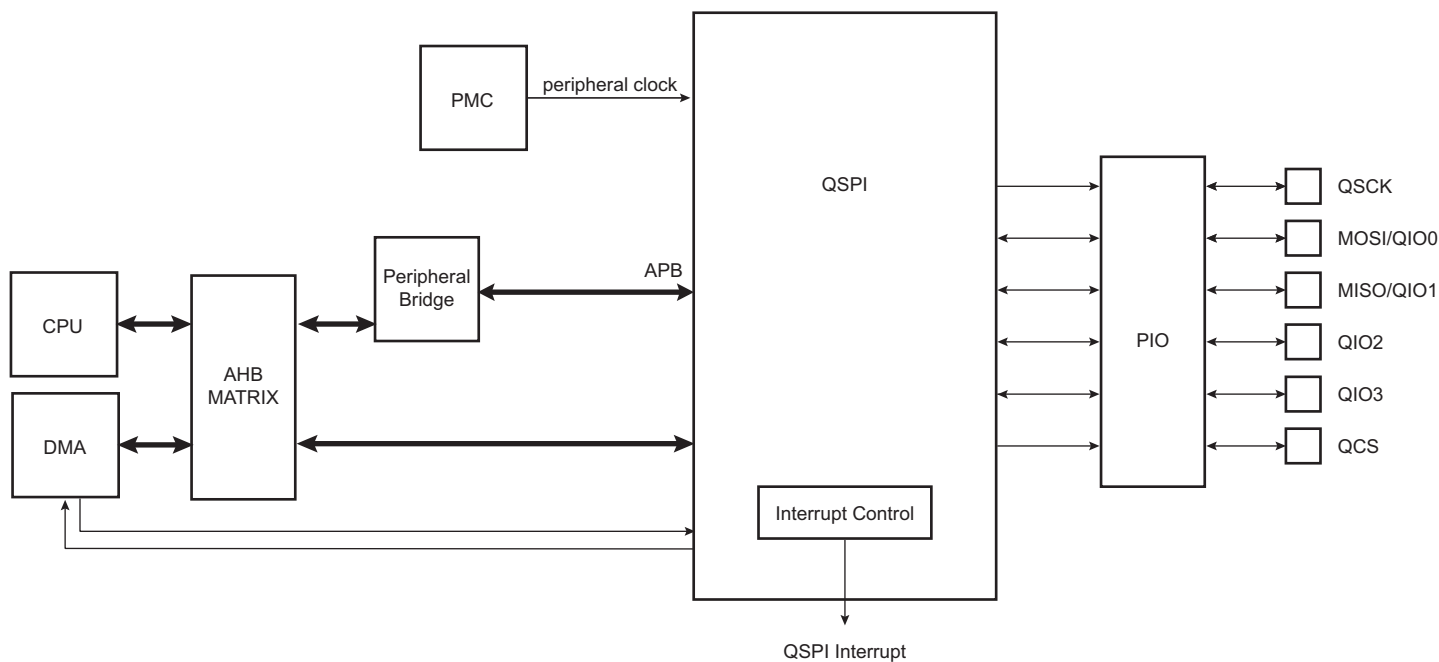 peripheral clock
PMC
QSPI
QSCK
MOSI/QIO0
Peripheral
Bridge
APB
MISO/QIO1
CPU
PIO
QIO2
AHB
MATRIX
QIO3
DMA
QCS
Interrupt Control
QSPI Interrupt